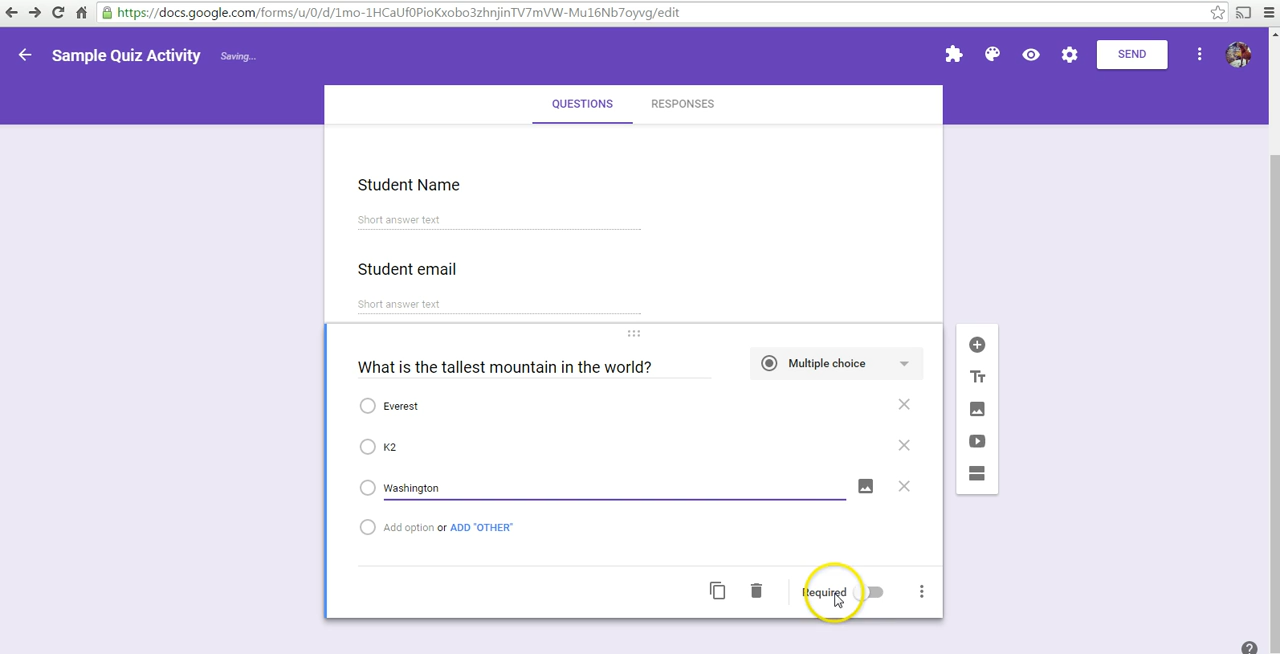 https://docs.google.com/forms/u/0/d/1mo-1HCaUf0PioKxobo3zhnjinTV7mVW-Mu16Nb7oyvg/edit
Sample Quiz Activity Saving... SEND
QUESTIONS RESPONSES
Student Name
Short answer text
Student email
Short answer text
What is the tallest mountain in the world? Multiple choice
Everest
K2
Washington
Add option or ADD "OTHER"
Required